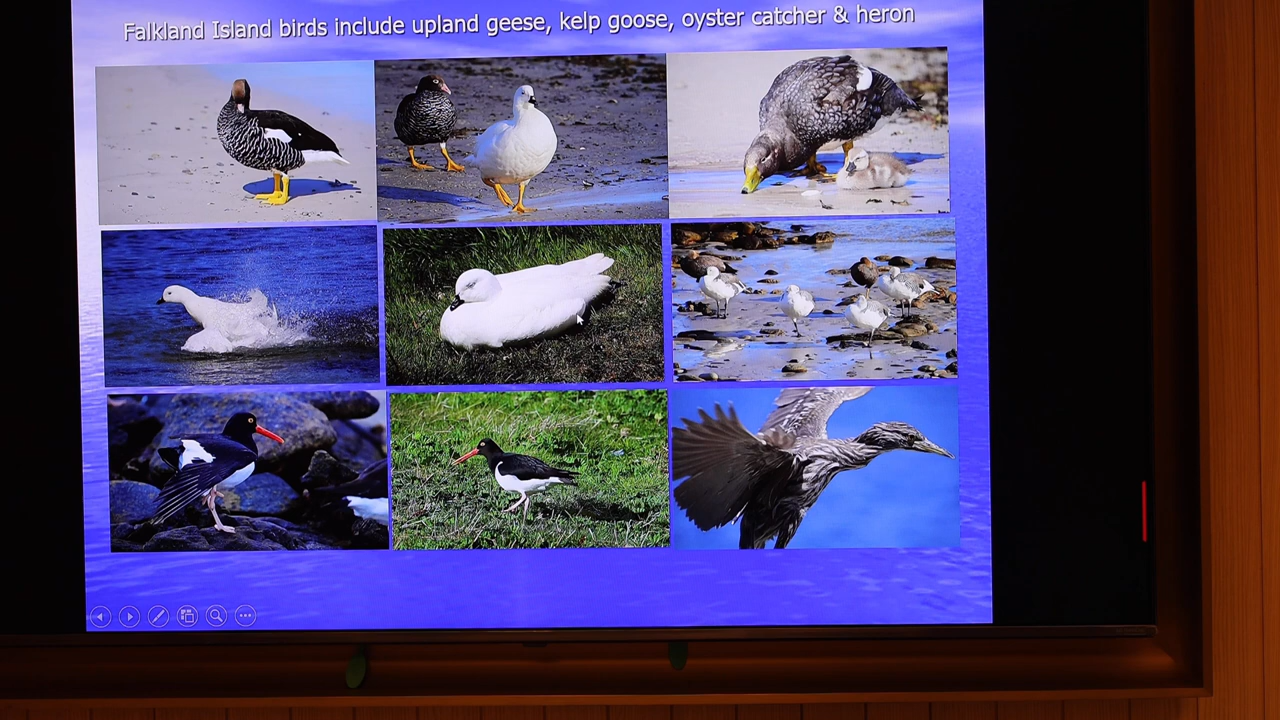 Falkland Island birds include upland geese, kelp goose, oyster catcher & heron